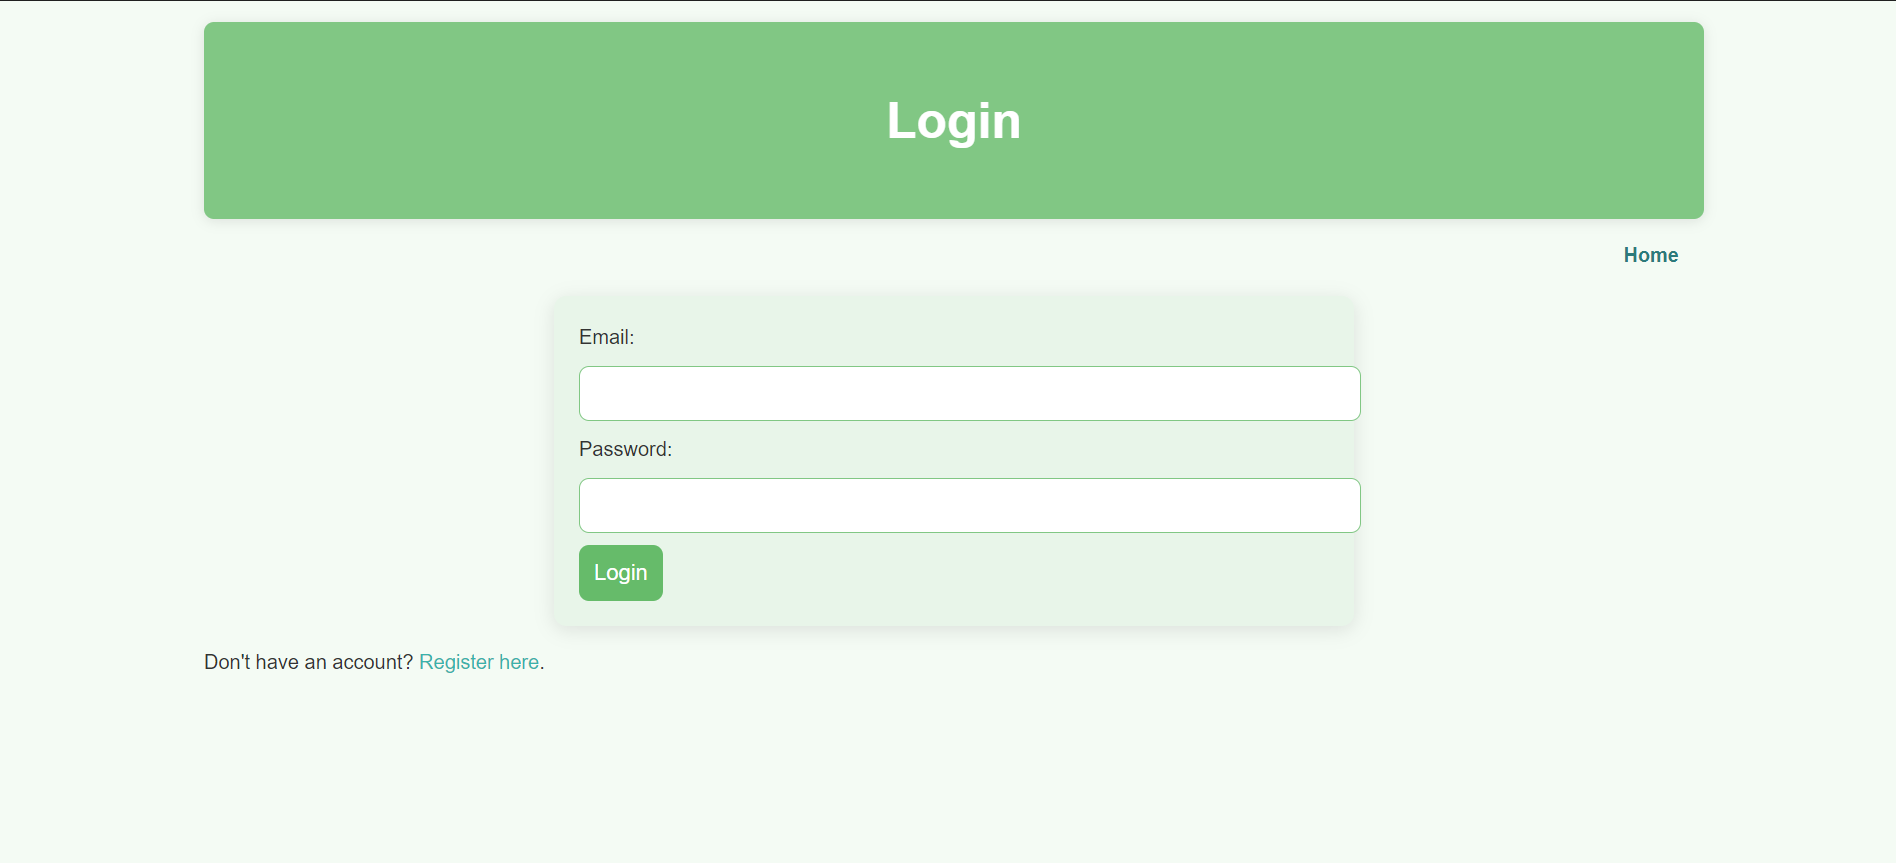 Login
Home
Email:
Password:
Login
Don't have an account? Register here.